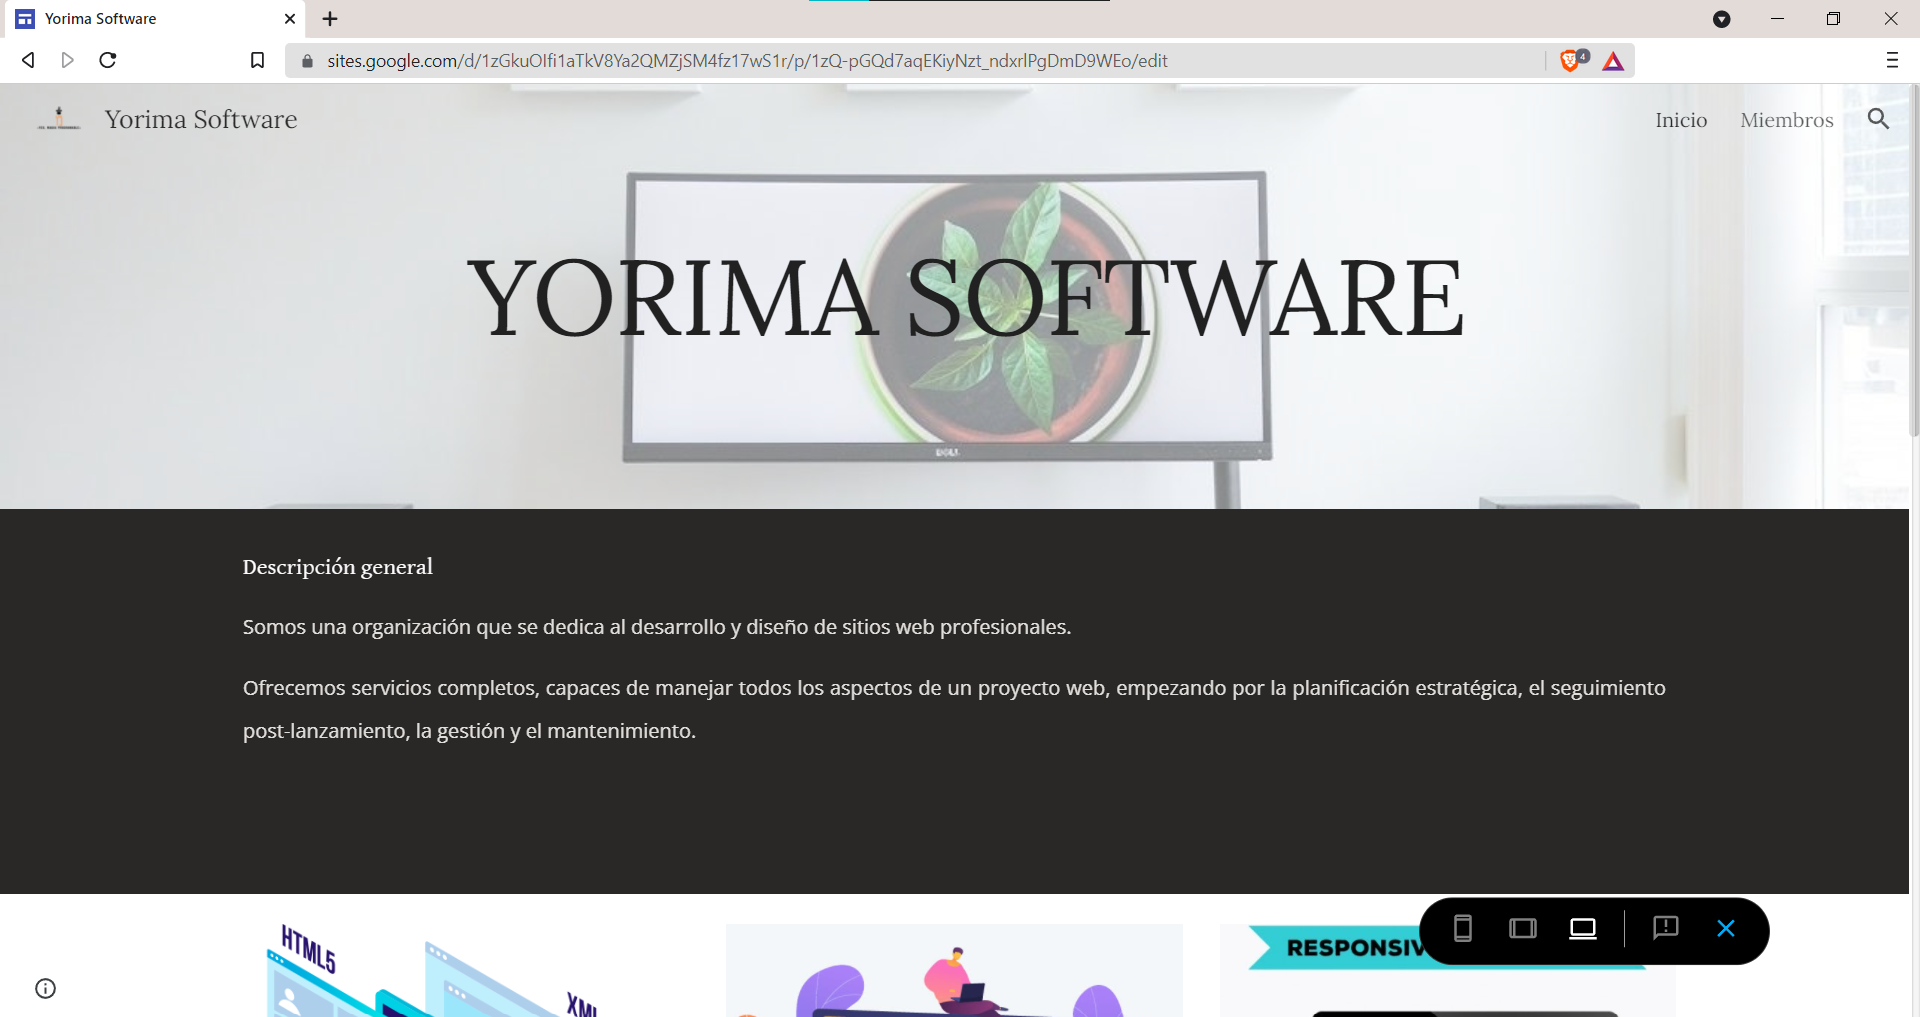 Yorima Software
sites.google.com/d/1zGkuOIfi1aTkV8Ya2QMZjSM4fz17wS1r/p/1zQ-pGQd7aqEKiyNzt_ndxrlPgDmD9WEo/edit
4
Yorima Software
Inicio Miembros
YORIMA SOFTWARE
DELL
Descripción general
Somos una organización que se dedica al desarrollo y diseño de sitios web profesionales.
Ofrecemos servicios completos, capaces de manejar todos los aspectos de un proyecto web, empezando por la planificación estratégica, el seguimiento
post-lanzamiento, la gestión y el mantenimiento.
HTML5
XML
RESPONSIV